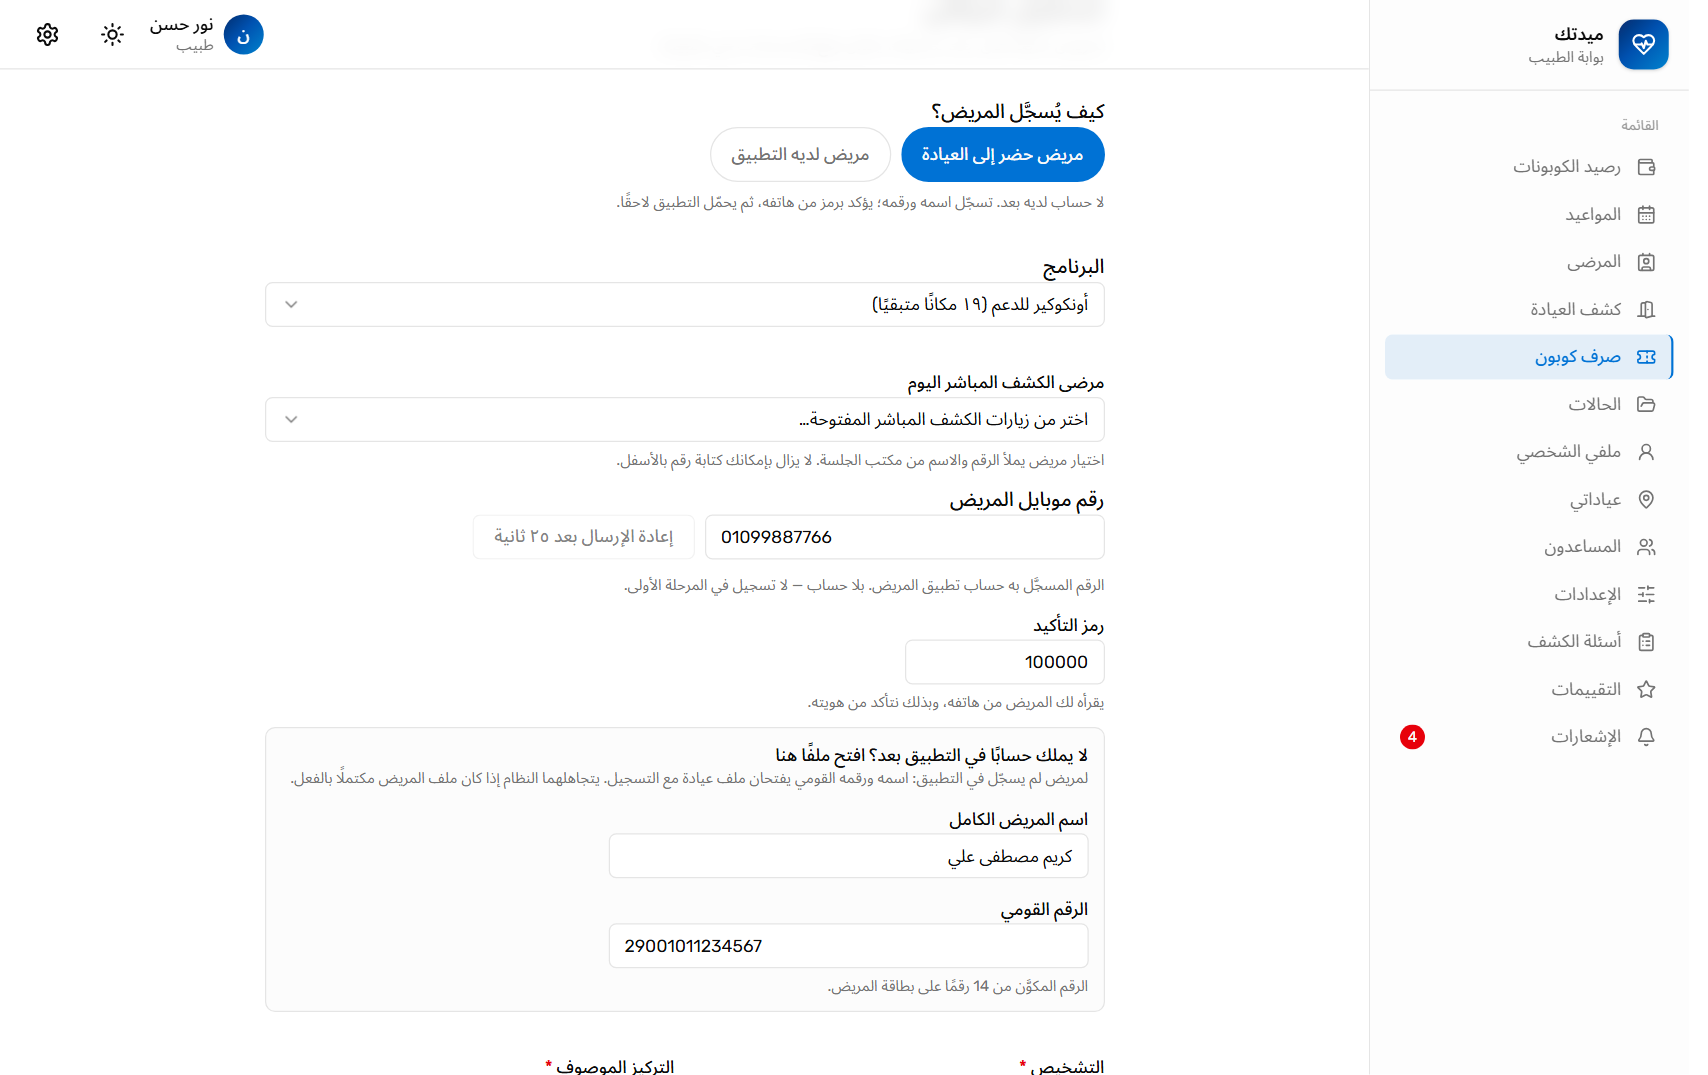 ميدتك
بوابة الطبيب
القائمة
رصيد الكوبونات
المواعيد
المرضى
كشف العيادة
صرف كوبون
الحالات
ملفي الشخصي
عياداتي
المساعدون
الإعدادات
أسئلة الكشف
التقييمات
الإشعارات
4
ن
نور حسن
طبيب
كيف يُسجَّل المريض؟
مريض حضر إلى العيادة
مريض لديه التطبيق
لا حساب لديه بعد. تسجّل اسمه ورقمه؛ يؤكد برمز من هاتفه، ثم يحمّل التطبيق لاحقًا.
البرنامج
أونكوكير للدعم (١٩ مكانًا متبقيًا)
مرضى الكشف المباشر اليوم
اختر من زيارات الكشف المباشر المفتوحة...
اختيار مريض يملأ الرقم والاسم من مكتب الجلسة. لا يزال بإمكانك كتابة رقم بالأسفل.
رقم موبايل المريض
01099887766
إعادة الإرسال بعد ٢٥ ثانية
الرقم المسجَّل به حساب تطبيق المريض. بلا حساب – لا تسجيل في المرحلة الأولى.
رمز التأكيد
100000
يقرأه لك المريض من هاتفه، وبذلك نتأكد من هويته.
لا يملك حسابًا في التطبيق بعد؟ افتح ملفًا هنا
لمريض لم يسجّل في التطبيق: اسمه ورقمه القومي يفتحان ملف عيادة مع التسجيل. يتجاهلهما النظام إذا كان ملف المريض مكتملًا بالفعل.
اسم المريض الكامل
كريم مصطفى علي
الرقم القومي
29001011234567
الرقم المكوَّن من 14 رقمًا على بطاقة المريض.
التشخيص *
التركيز الموصوف *